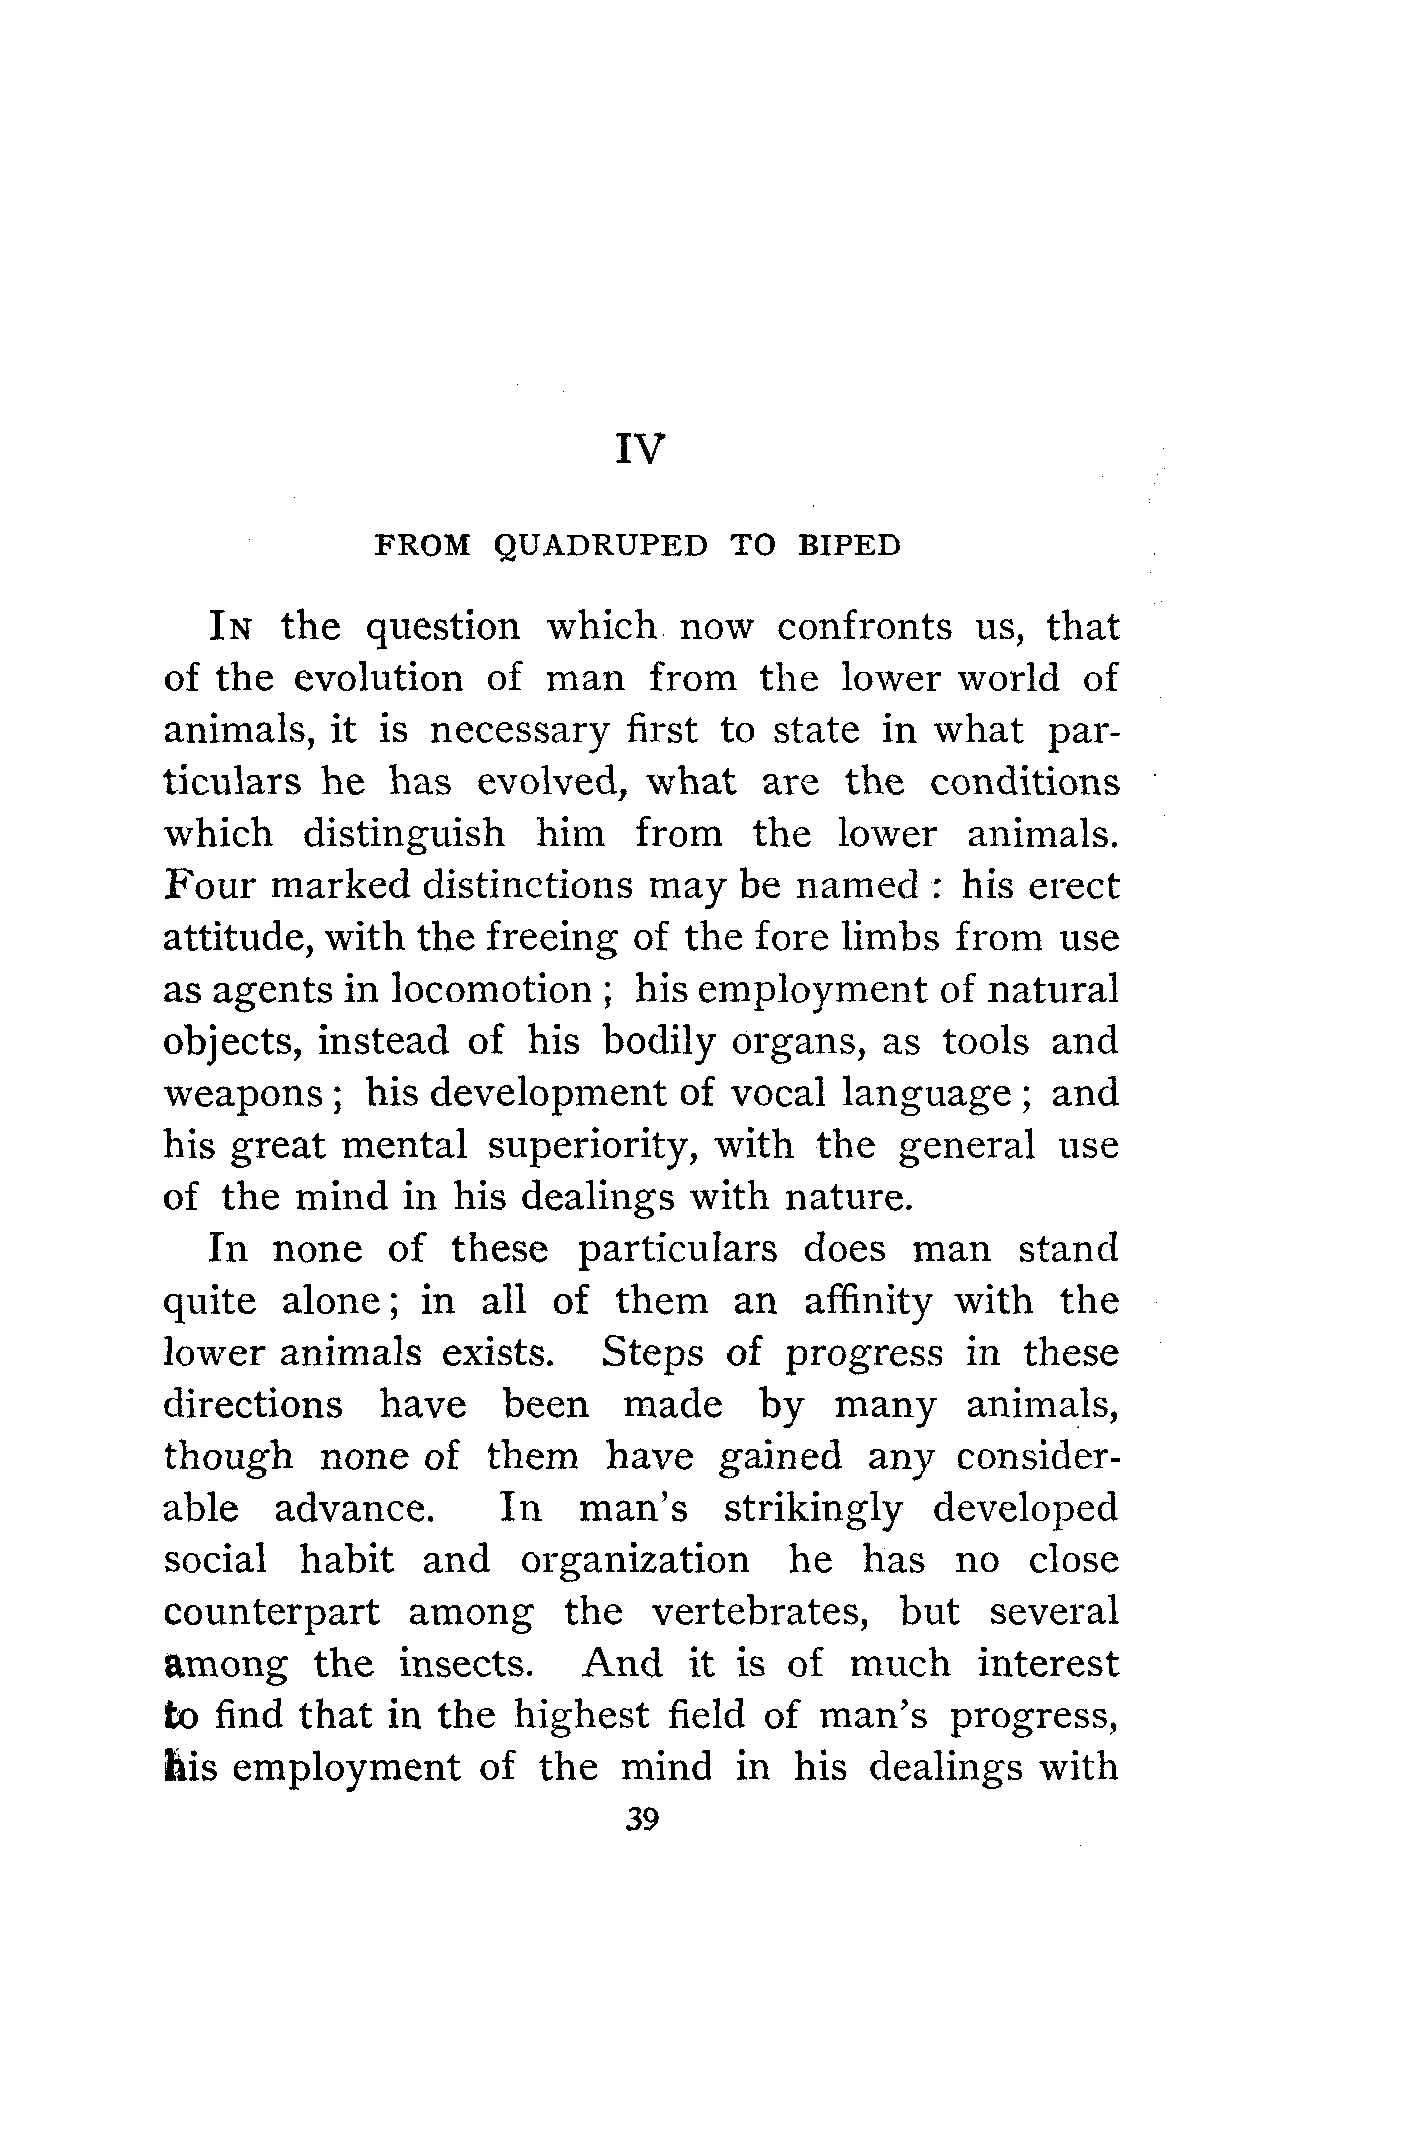 IV
FROM QUADRUPED TO BIPED
IN the question which now confronts us, that
of the evolution of man from the lower world of
animals, it is necessary first to state in what par-
ticulars he has evolved, what are the conditions
which distinguish him from the lower animals.
Four marked distinctions may be named : his erect
attitude, with the freeing of the fore limbs from use
as agents in locomotion ; his employment of natural
objects, instead of his bodily organs, as tools and
weapons ; his development of vocal language ; and
his great mental superiority, with the general use
of the mind in his dealings with nature.
In none of these particulars does man stand
quite alone ; in all of them an affinity with the
lower animals exists. Steps of progress in these
directions have been made by many animals,
though none of them have gained any consider-
able advance. In man's strikingly developed
social habit and organization he has no close
counterpart among the vertebrates, but several
among the insects. And it is of much interest
to find that in the highest field of man's progress,
his employment of the mind in his dealings with
39